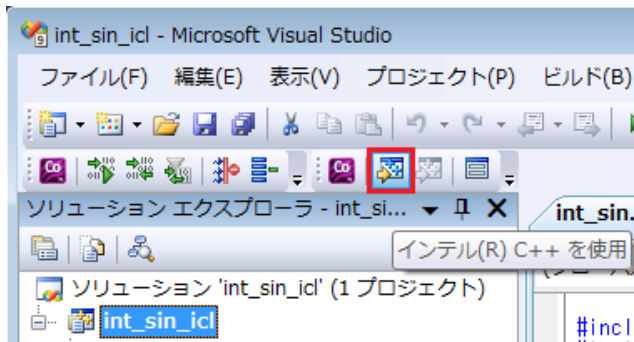 int_sin_icl - Microsoft Visual Studio
ファイル(F) 編集(E) 表示(V) プロジェクト(P) ビルド(B)
ソリューション エクスプローラ - int_si...
int_sin.
インテル(R) C++ を使用
ソリューション 'int_sin_icl' (1 プロジェクト)
int_sin_icl
#incl